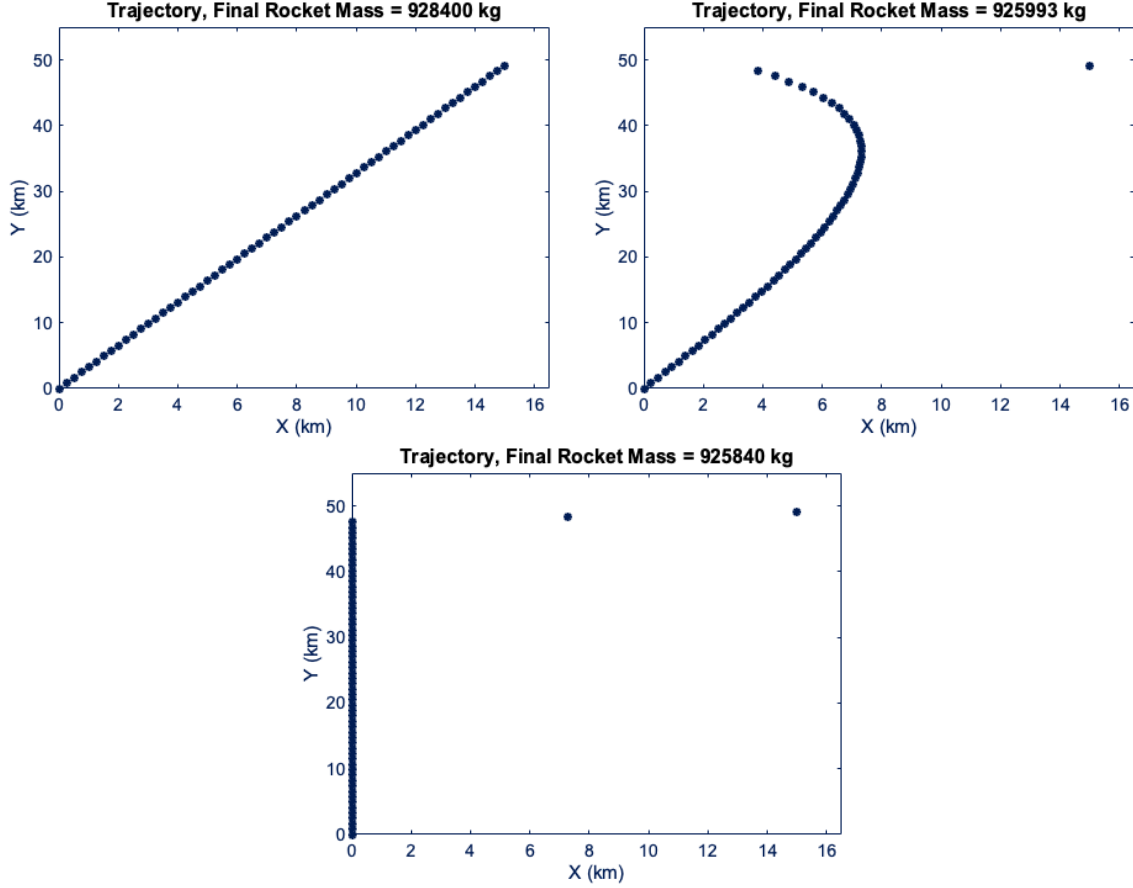 Trajectory, Final Rocket Mass = 928400 kg
50
40
30
20
10
0
Y (km)
0 2 4 6 8 10 12 14 16
X (km)
Trajectory, Final Rocket Mass = 925993 kg
50
40
30
20
10
0
Y (km)
0 2 4 6 8 10 12 14 16
X (km)
Trajectory, Final Rocket Mass = 925840 kg
50
40
30
20
10
0
Y (km)
0 2 4 6 8 10 12 14 16
X (km)